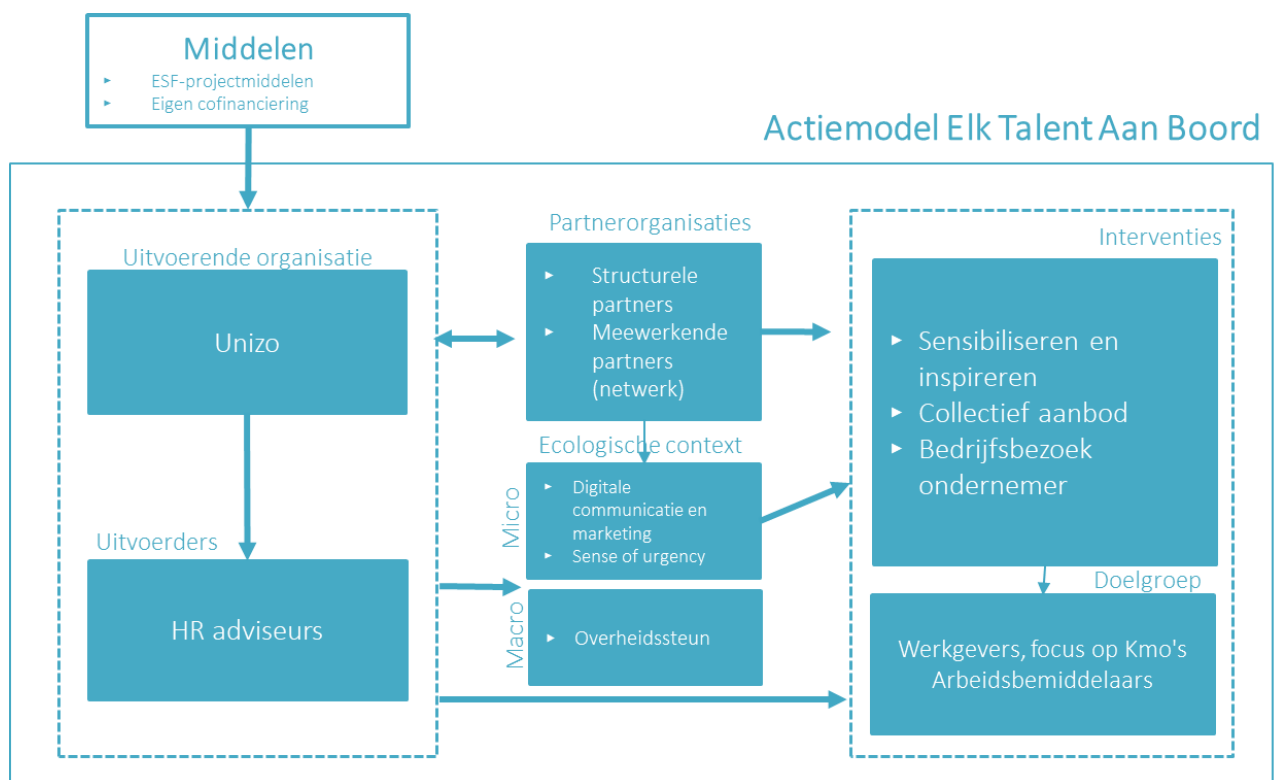 Middelen
► ESF-projectmiddelen
► Eigen cofinanciering
Actiemodel Elk Talent Aan Boord
Uitvoerende organisatie
Unizo
Uitvoerders
HR adviseurs
Partnerorganisaties
► Structurele
partners
► Meewerkende
partners
(netwerk)
Ecologische context
Micro
► Digitale
communicatie en
marketing
► Sense of urgency
Macro
► Overheidssteun
Interventies
► Sensibiliseren en
inspireren
► Collectief aanbod
► Bedrijfsbezoek
ondernemer
Doelgroep
Werkgevers, focus op Kmo's
Arbeidsbemiddelaars